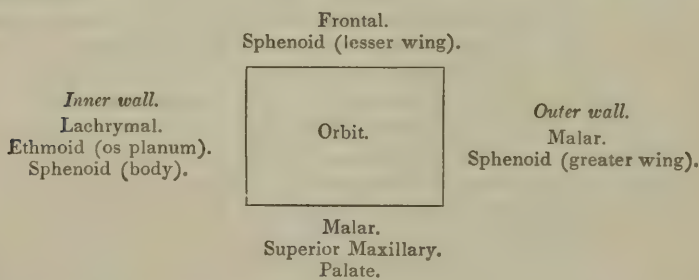 Frontal.
Sphenoid (lesser wing).
Inner wall.
Lachrymal.
Ethmoid (os planum).
Sphenoid (body).
Orbit.
Outer wall.
Malar.
Sphenoid (greater wing).
Malar.
Superior Maxillary.
Palate.